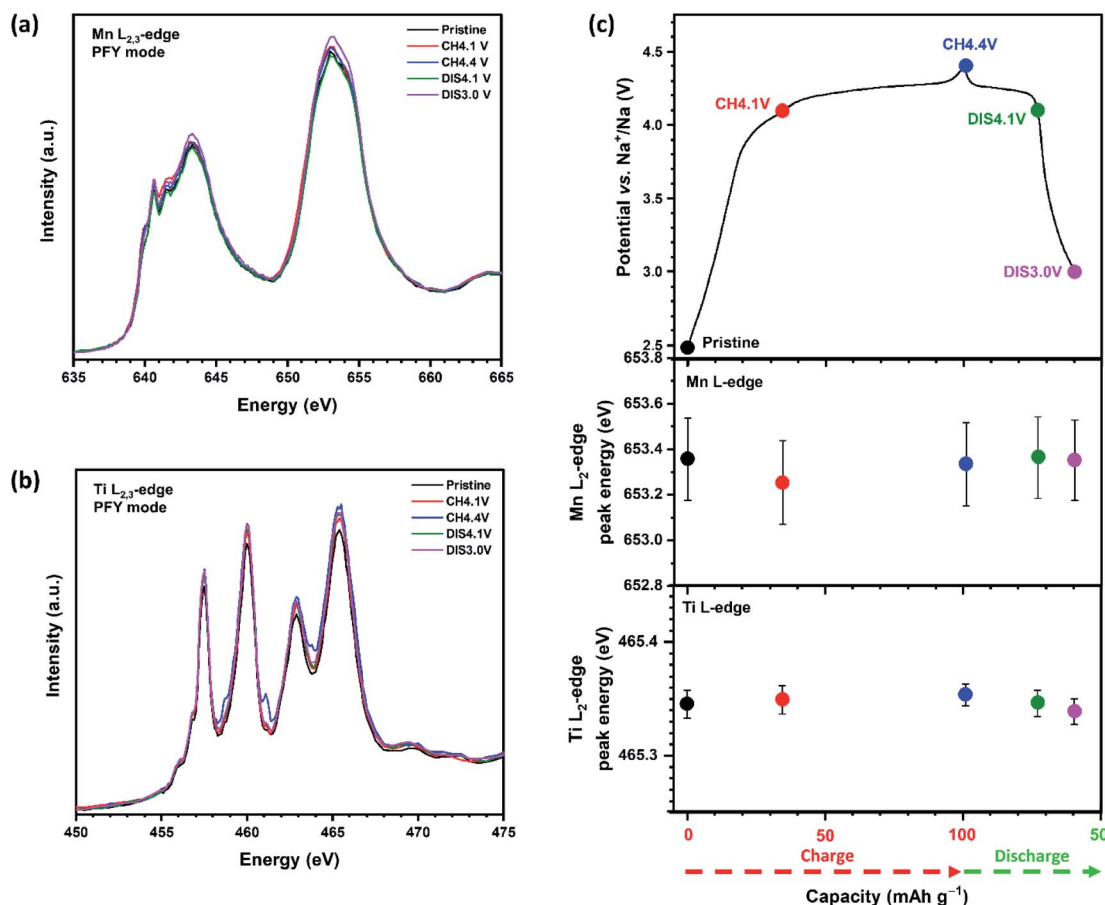 (a)
Mn L2,3-edge
PFY mode
Pristine
CH4.1 V
CH4.4 V
DIS4.1 V
DIS3.0 V
Intensity (a.u.)
635 640 645 650 655 660 665
Energy (eV)
(b)
Ti L2,3-edge
PFY mode
Pristine
CH4.1V
CH4.4V
DIS4.1V
DIS3.0V
Intensity (a.u.)
450 455 460 465 470 475
Energy (eV)
(c)
Potential vs. Na+/Na (V)
4.5
4.0
3.5
3.0
2.5
CH4.4V
CH4.1V
DIS4.1V
DIS3.0V
Pristine
Mn L2-edge
peak energy (eV)
653.8
653.6
653.4
653.2
653.0
652.8
Mn L-edge
Ti L2-edge
peak energy (eV)
465.4
465.3
Ti L-edge
0 50 100 50
Charge Discharge
Capacity (mAh g−1)